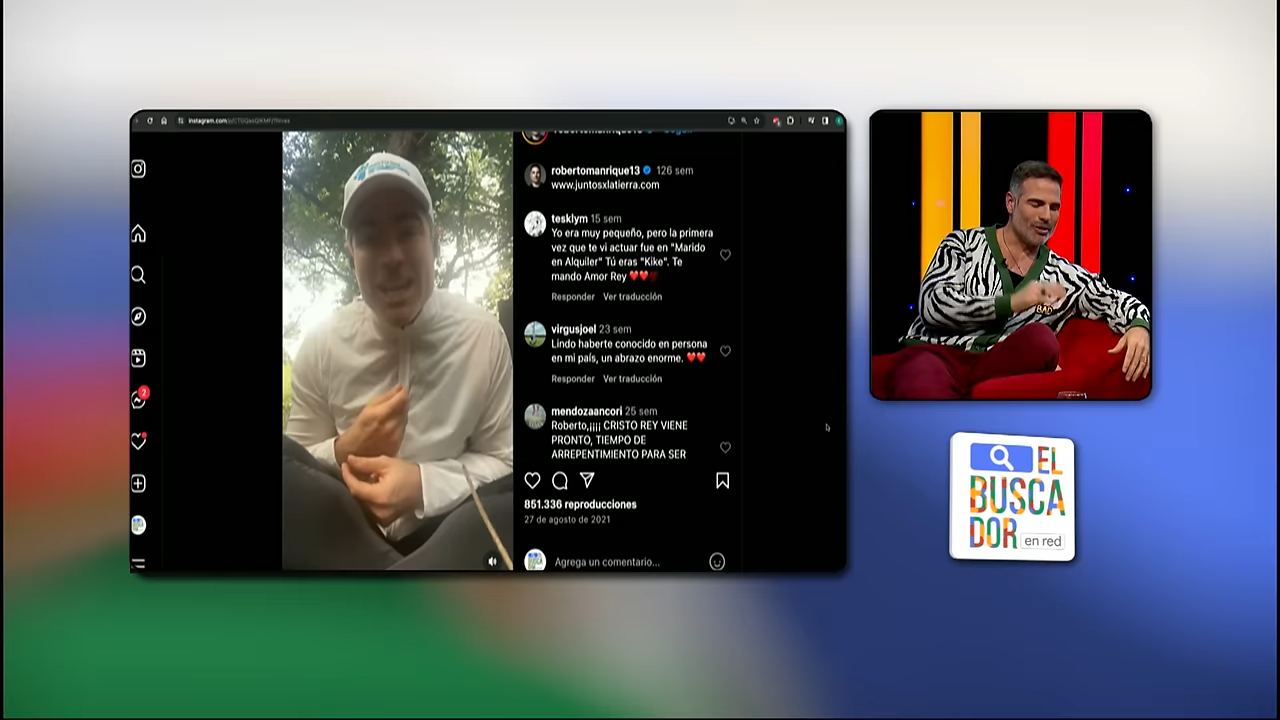 instagram.com
robertomanrique13 126 sem
www.juntosxlatierra.com
tesklym 15 sem
Yo era muy pequeño, pero la primera
vez que te vi actuar fue en "Marido
en Alquiler" Tú eras "Kike". Te
mando Amor Rey ❤️❤️💯
Responder Ver traducción
virgusjoel 23 sem
Lindo haberte conocido en persona
en mi país, un abrazo enorme. ❤️❤️
Responder Ver traducción
mendozaancori 25 sem
Roberto,¡¡¡¡ CRISTO REY VIENE
PRONTO, TIEMPO DE
ARREPENTIMIENTO PARA SER
851.336 reproducciones
27 de agosto de 2021
Agrega un comentario...
2
BAD
EL
BUSCA
DOR en red